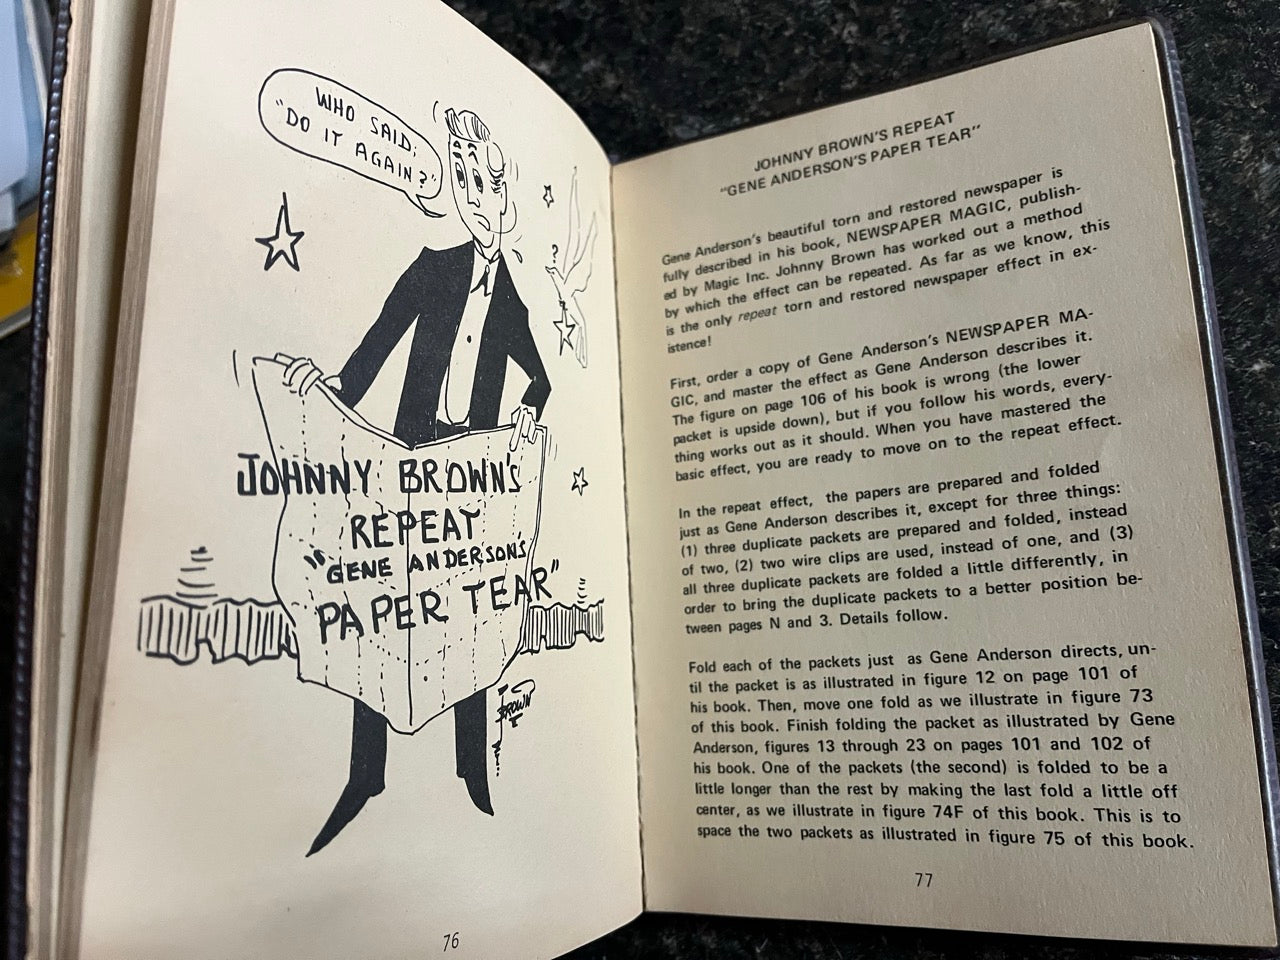 WHO SAID,
"DO IT AGAIN?"
?
JOHNNY BROWN'S
REPEAT
"GENE ANDERSON'S
PAPER TEAR"
BROWN
76
JOHNNY BROWN'S REPEAT
"GENE ANDERSON'S PAPER TEAR"
Gene Anderson's beautiful torn and restored newspaper is
fully described in his book, NEWSPAPER MAGIC, publish-
ed by Magic Inc. Johnny Brown has worked out a method
by which the effect can be repeated. As far as we know, this
is the only repeat torn and restored newspaper effect in ex-
istence!
First, order a copy of Gene Anderson's NEWSPAPER MA-
GIC, and master the effect as Gene Anderson describes it.
The figure on page 106 of his book is wrong (the lower
packet is upside down), but if you follow his words, every-
thing works out as it should. When you have mastered the
basic effect, you are ready to move on to the repeat effect.
In the repeat effect, the papers are prepared and folded
just as Gene Anderson describes it, except for three things:
(1) three duplicate packets are prepared and folded, instead
of two, (2) two wire clips are used, instead of one, and (3)
all three duplicate packets are folded a little differently, in
order to bring the duplicate packets to a better position be-
tween pages N and 3. Details follow.
Fold each of the packets just as Gene Anderson directs, un-
til the packet is as illustrated in figure 12 on page 101 of
his book. Then, move one fold as we illustrate in figure 73
of this book. Finish folding the packet as illustrated by Gene
Anderson, figures 13 through 23 on pages 101 and 102 of
his book. One of the packets (the second) is folded to be a
little longer than the rest by making the last fold a little off
center, as we illustrate in figure 74F of this book. This is to
space the two packets as illustrated in figure 75 of this book.
77